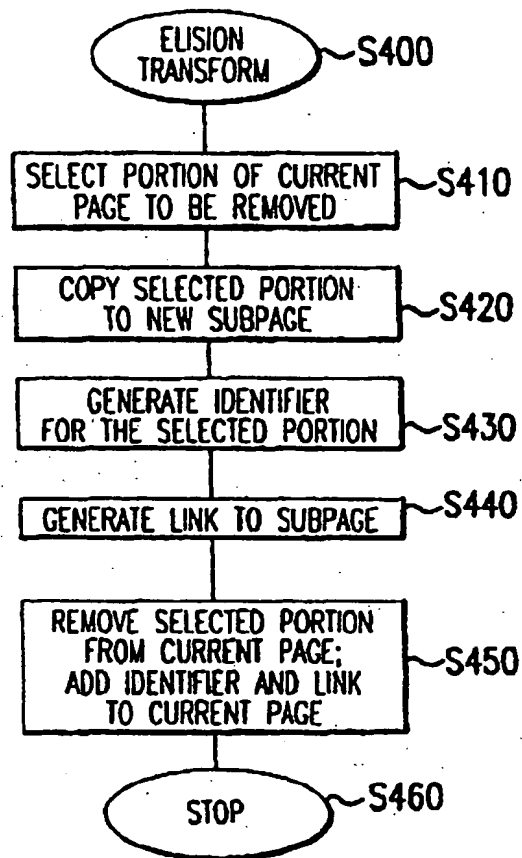 ELISION
TRANSFORM
S400
SELECT PORTION OF CURRENT
PAGE TO BE REMOVED
S410
COPY SELECTED PORTION
TO NEW SUBPAGE
S420
GENERATE IDENTIFIER
FOR THE SELECTED PORTION
S430
GENERATE LINK TO SUBPAGE
S440
REMOVE SELECTED PORTION
FROM CURRENT PAGE;
ADD IDENTIFIER AND LINK
TO CURRENT PAGE
S450
STOP
S460